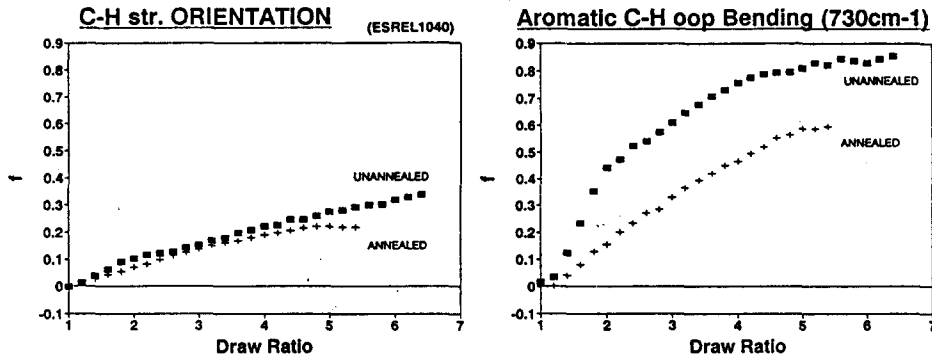 C-H str. ORIENTATION
(ESREL1040)
0.9
0.8
0.7
0.6
0.5
0.4
0.3
0.2
0.1
0
-0.1
f
UNANNEALED
ANNEALED
1 2 3 4 5 6 7
Draw Ratio
Aromatic C-H oop Bending (730cm-1)
0.9
0.8
0.7
0.6
0.5
0.4
0.3
0.2
0.1
0
-0.1
f
UNANNEALED
ANNEALED
1 2 3 4 5 6 7
Draw Ratio